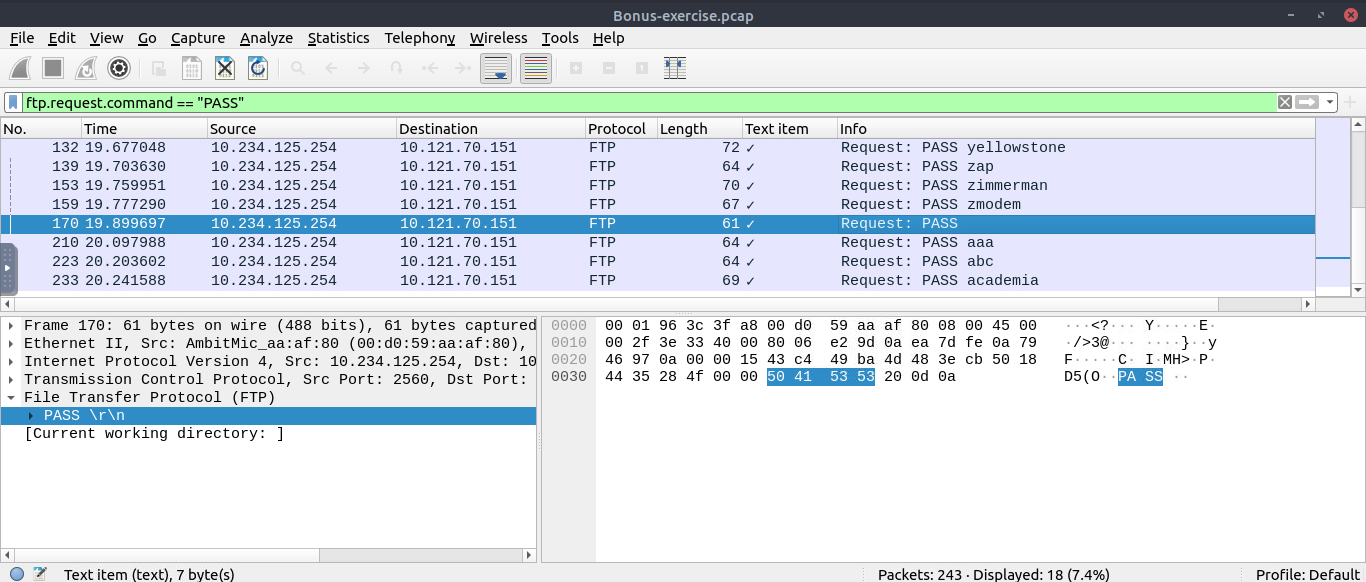 Bonus-exercise.pcap
File Edit View Go Capture Analyze Statistics Telephony Wireless Tools Help
ftp.request.command == "PASS"
No. Time Source Destination Protocol Length Text item Info
132 19.677048 10.234.125.254 10.121.70.151 FTP 72 ✓ Request: PASS yellowstone
139 19.703630 10.234.125.254 10.121.70.151 FTP 64 ✓ Request: PASS zap
153 19.759951 10.234.125.254 10.121.70.151 FTP 70 ✓ Request: PASS zimmerman
159 19.777290 10.234.125.254 10.121.70.151 FTP 67 ✓ Request: PASS zmodem
170 19.899697 10.234.125.254 10.121.70.151 FTP 61 ✓ Request: PASS
210 20.097988 10.234.125.254 10.121.70.151 FTP 64 ✓ Request: PASS aaa
223 20.203602 10.234.125.254 10.121.70.151 FTP 64 ✓ Request: PASS abc
233 20.241588 10.234.125.254 10.121.70.151 FTP 69 ✓ Request: PASS academia
Frame 170: 61 bytes on wire (488 bits), 61 bytes captured
Ethernet II, Src: AmbitMic_aa:af:80 (00:d0:59:aa:af:80),
Internet Protocol Version 4, Src: 10.234.125.254, Dst: 10
Transmission Control Protocol, Src Port: 2560, Dst Port:
File Transfer Protocol (FTP)
PASS \r\n
[Current working directory: ]
0000 00 01 96 3c 3f a8 00 d0 59 aa af 80 08 00 45 00 ···<?··· Y·····E·
0010 00 2f 3e 33 40 00 80 06 e2 9d 0a ea 7d fe 0a 79 ·/>3@··· ····}··y
0020 46 97 0a 00 00 15 43 c4 49 ba 4d 48 3e cb 50 18 F·····C· I·MH>·P·
0030 44 35 28 4f 00 00 50 41 53 53 20 0d 0a D5(O··PA SS ··
Text item (text), 7 byte(s)
Packets: 243 · Displayed: 18 (7.4%)
Profile: Default